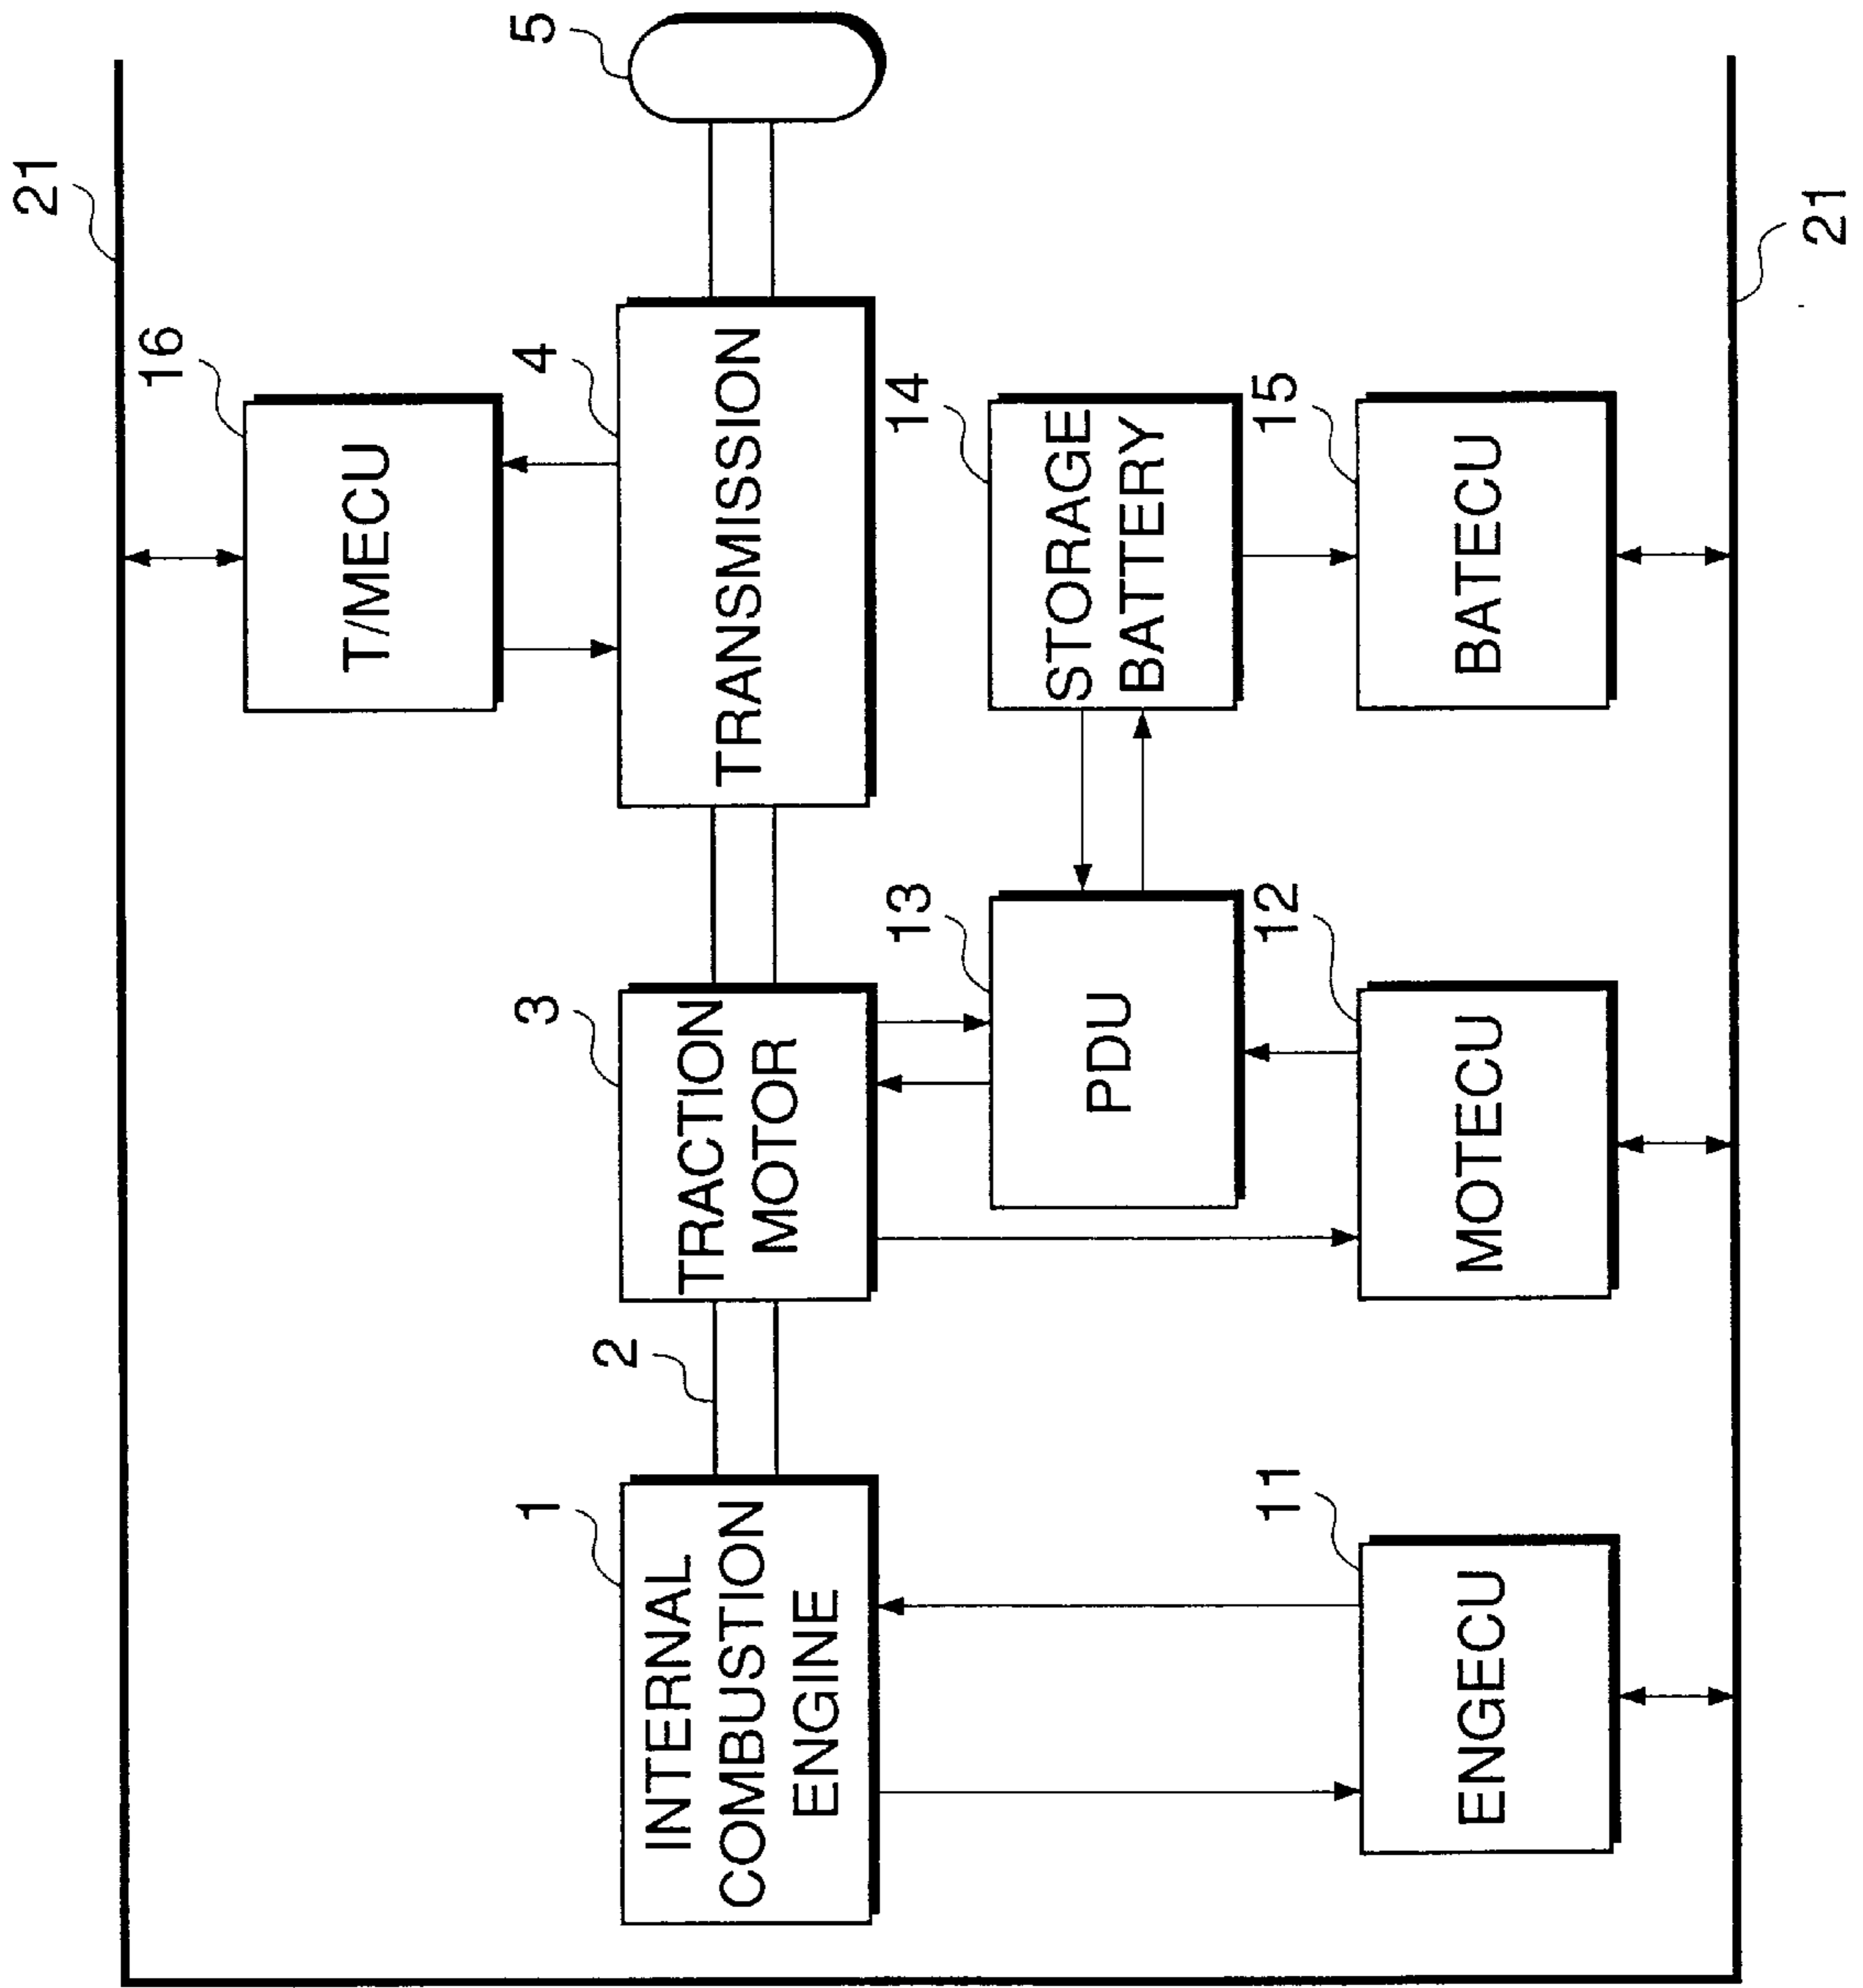 21
16
T/MECU
1
INTERNAL
COMBUSTION
ENGINE
2
3
TRACTION
MOTOR
4
TRANSMISSION
5
13
PDU
14
STORAGE
BATTERY
11
ENGECU
12
MOTECU
15
BATECU
21